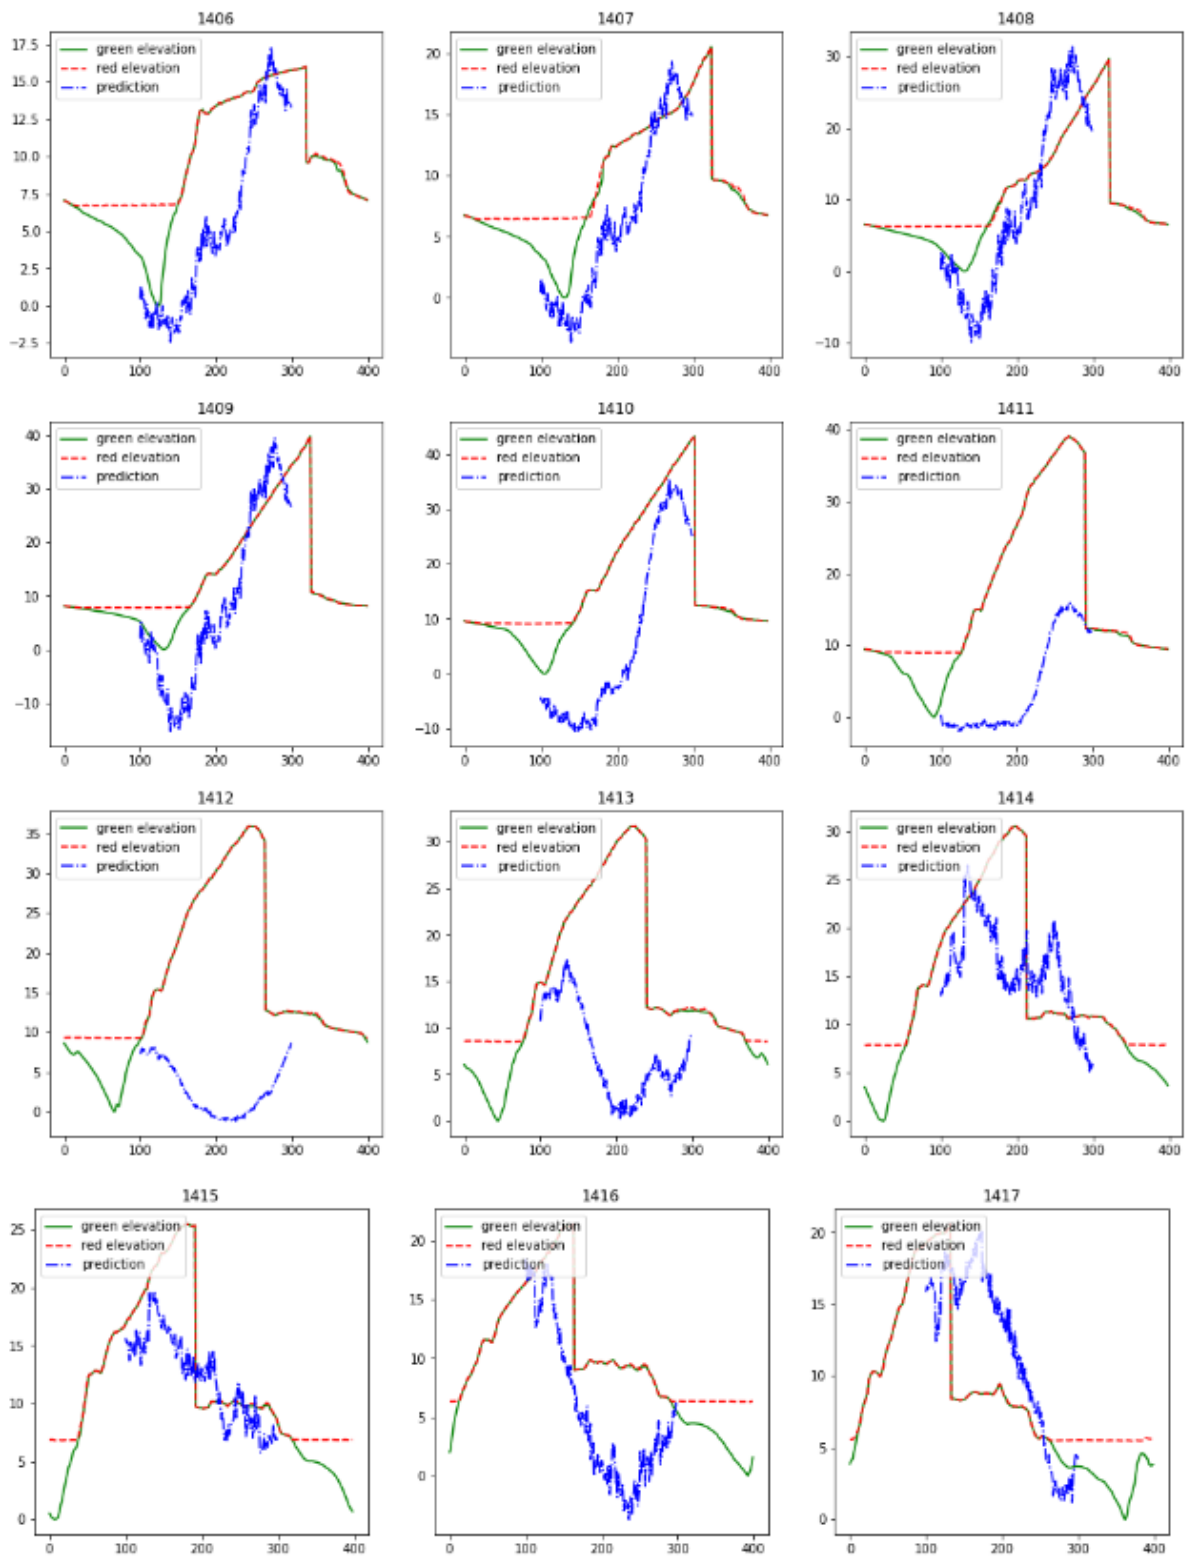 1406
green elevation
red elevation
prediction
17.5
15.0
12.5
10.0
7.5
5.0
2.5
0.0
−2.5
0 100 200 300 400
1407
green elevation
red elevation
prediction
20
15
10
5
0
0 100 200 300 400
1408
green elevation
red elevation
prediction
30
20
10
0
−10
0 100 200 300 400
1409
green elevation
red elevation
prediction
40
30
20
10
0
−10
0 100 200 300 400
1410
green elevation
red elevation
prediction
40
30
20
10
0
−10
0 100 200 300 400
1411
green elevation
red elevation
prediction
40
30
20
10
0
0 100 200 300 400
1412
green elevation
red elevation
prediction
35
30
25
20
15
10
5
0
0 100 200 300 400
1413
green elevation
red elevation
prediction
30
25
20
15
10
5
0
0 100 200 300 400
1414
green elevation
red elevation
prediction
30
25
20
15
10
5
0
0 100 200 300 400
1415
green elevation
red elevation
prediction
25
20
15
10
5
0
0 100 200 300 400
1416
green elevation
red elevation
prediction
20
15
10
5
0
0 100 200 300 400
1417
green elevation
red elevation
prediction
20
15
10
5
0
0 100 200 300 400